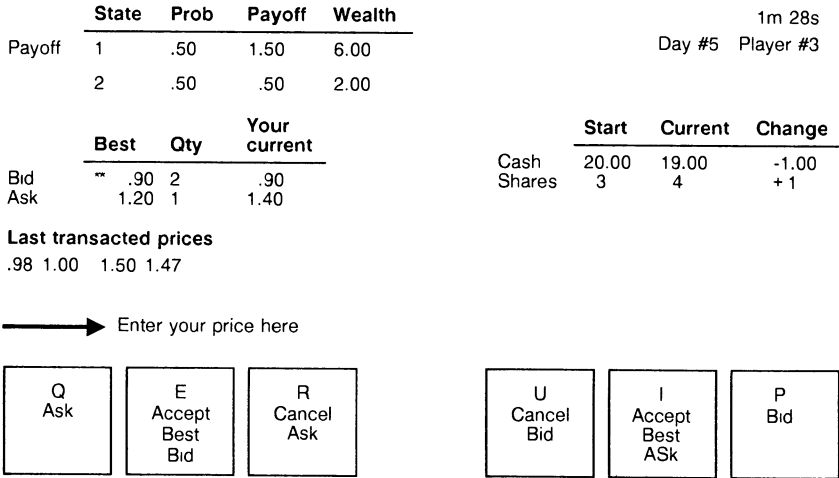 State Prob Payoff Wealth
Payoff 1 .50 1.50 6.00
2 .50 .50 2.00
1m 28s
Day #5 Player #3
Best Qty Your current
Bid ** .90 2 .90
Ask 1.20 1 1.40
Start Current Change
Cash 20.00 19.00 -1.00
Shares 3 4 +1
Last transacted prices
.98 1.00 1.50 1.47
Enter your price here
Q
Ask
E
Accept
Best
Bid
R
Cancel
Ask
U
Cancel
Bid
I
Accept
Best
ASk
P
Bid